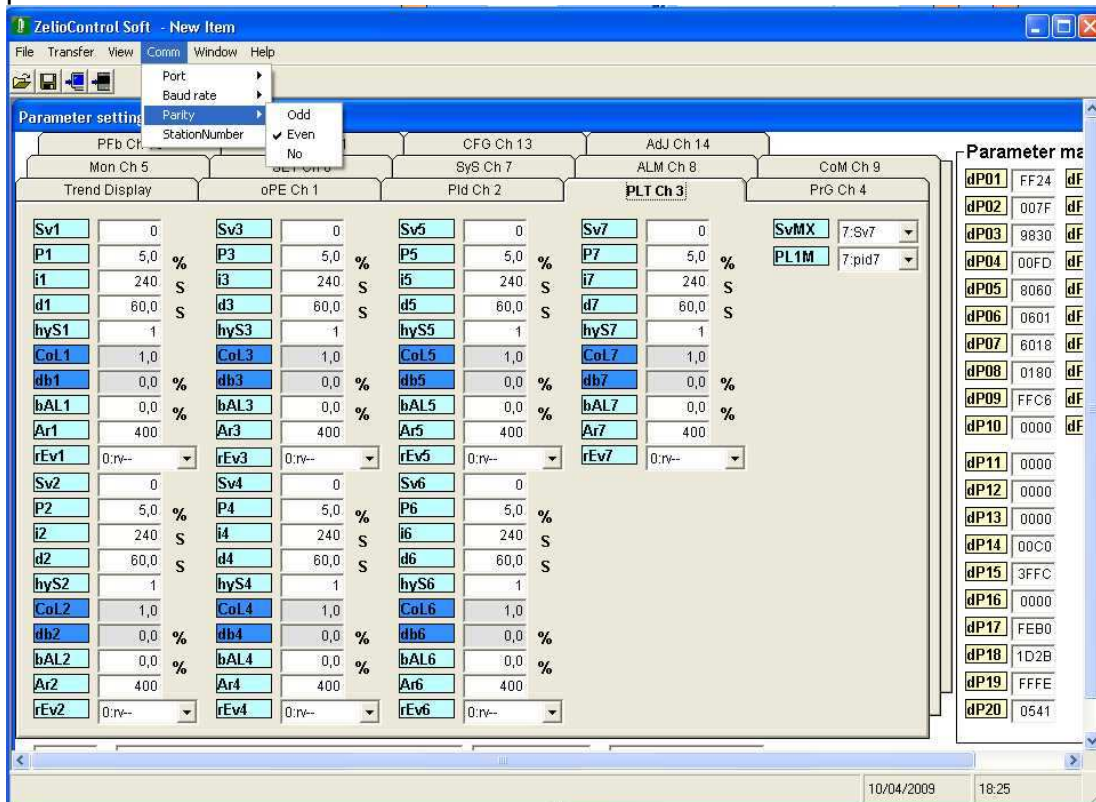 ZelioControl Soft - New Item
File Transfer View Comm Window Help
Port
Baud rate
Parity
StationNumber
Odd
Even
No
Parameter setting
PFb Ch CFG Ch 13 AdJ Ch 14
Mon Ch 5 SyS Ch 7 ALM Ch 8 CoM Ch 9
Trend Display oPE Ch 1 PId Ch 2 PLT Ch 3 PrG Ch 4
Sv1 0 Sv3 0 Sv5 0 Sv7 0 SvMX 7:Sv7
P1 5,0 % P3 5,0 % P5 5,0 % P7 5,0 % PL1M 7:pid7
i1 240 S i3 240 S i5 240 S i7 240 S
d1 60,0 S d3 60,0 S d5 60,0 S d7 60,0 S
hyS1 1 hyS3 1 hyS5 1 hyS7 1
CoL1 1,0 CoL3 1,0 CoL5 1,0 CoL7 1,0
db1 0,0 % db3 0,0 % db5 0,0 % db7 0,0 %
bAL1 0,0 % bAL3 0,0 % bAL5 0,0 % bAL7 0,0 %
Ar1 400 Ar3 400 Ar5 400 Ar7 400
rEv1 0:rv-- rEv3 0:rv-- rEv5 0:rv-- rEv7 0:rv--
Sv2 0 Sv4 0 Sv6 0
P2 5,0 % P4 5,0 % P6 5,0 %
i2 240 S i4 240 S i6 240 S
d2 60,0 S d4 60,0 S d6 60,0 S
hyS2 1 hyS4 1 hyS6 1
CoL2 1,0 CoL4 1,0 CoL6 1,0
db2 0,0 % db4 0,0 % db6 0,0 %
bAL2 0,0 % bAL4 0,0 % bAL6 0,0 %
Ar2 400 Ar4 400 Ar6 400
rEv2 0:rv-- rEv4 0:rv-- rEv6 0:rv--
Parameter ma
dP01 FF24 dF
dP02 007F dF
dP03 9830 dF
dP04 00FD dF
dP05 8060 dF
dP06 0601 dF
dP07 6018 dF
dP08 0180 dF
dP09 FFC6 dF
dP10 0000 dF
dP11 0000
dP12 0000
dP13 0000
dP14 00C0
dP15 3FFC
dP16 0000
dP17 FEB0
dP18 1D2B
dP19 FFFE
dP20 0541
10/04/2009 18:25